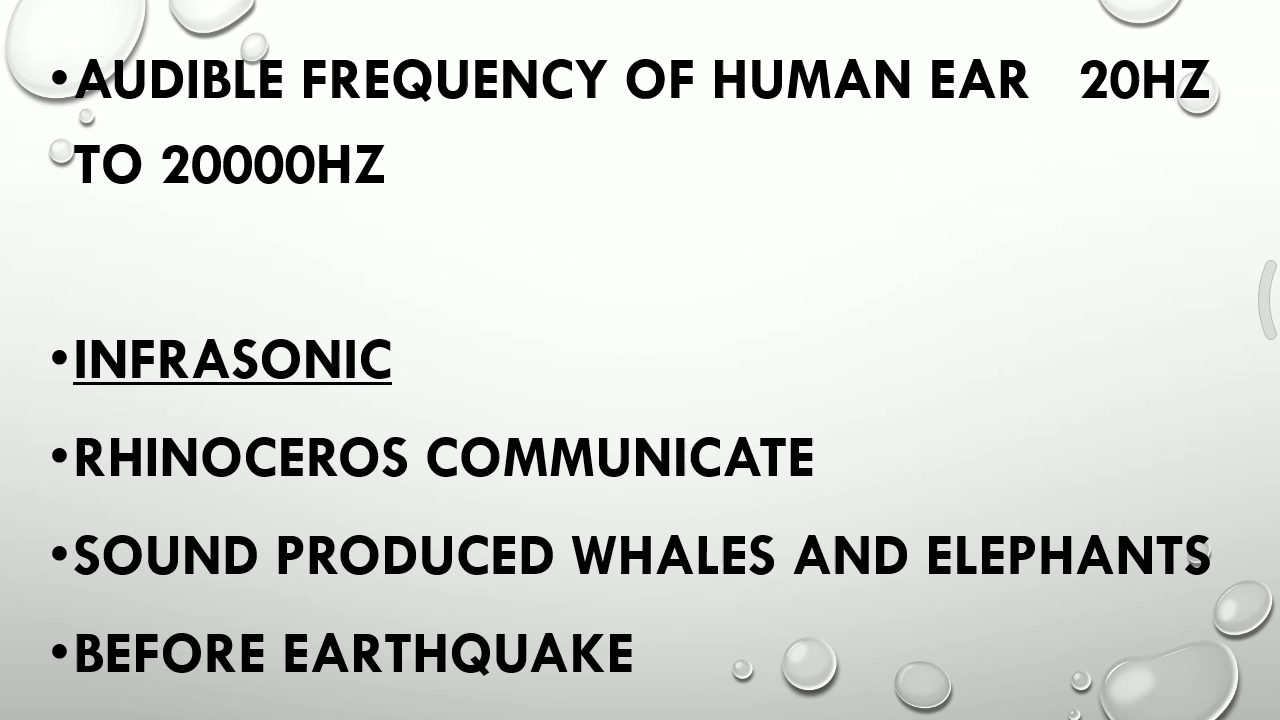 •AUDIBLE FREQUENCY OF HUMAN EAR 20HZ
TO 20000HZ
•INFRASONIC
•RHINOCEROS COMMUNICATE
•SOUND PRODUCED WHALES AND ELEPHANTS
•BEFORE EARTHQUAKE